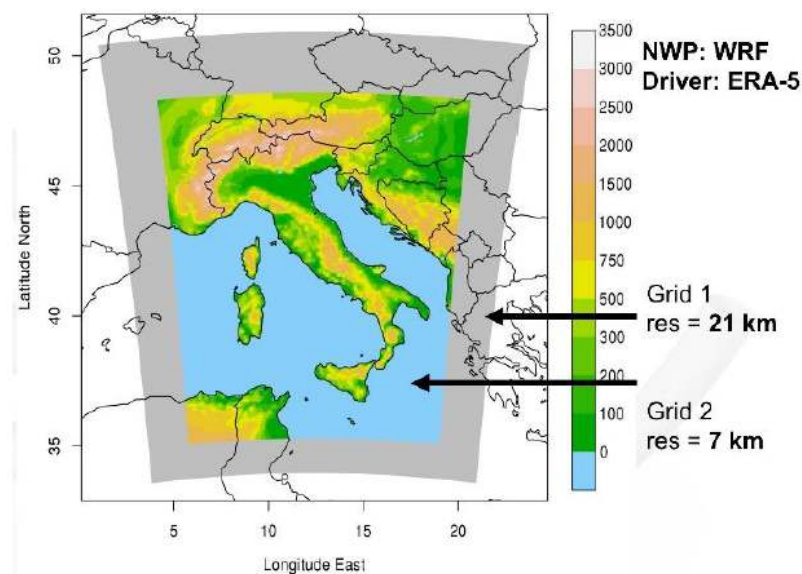 50
45
40
35
Latitude North
5
10
15
20
Longitude East
3500
3000
2500
2000
1500
1000
750
500
300
200
100
0
NWP: WRF
Driver: ERA-5
Grid 1
res = 21 km
Grid 2
res = 7 km